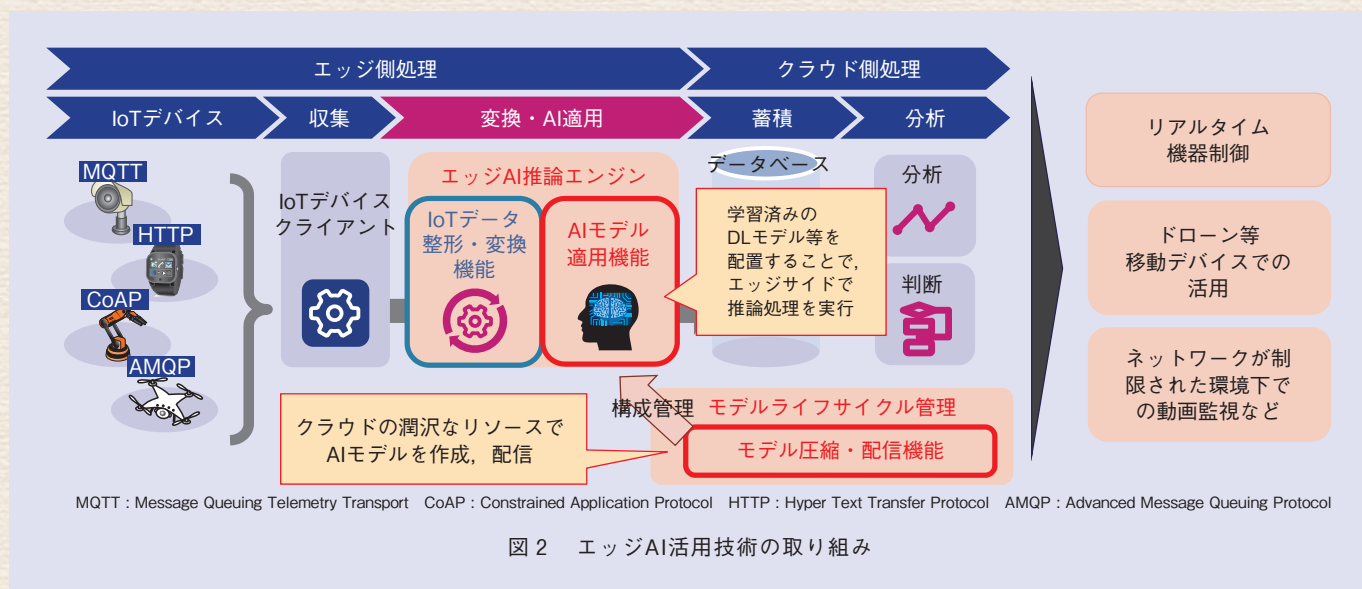 エッジ側処理
クラウド側処理
IoTデバイス
収集
変換・AI適用
蓄積
分析
MQTT
HTTP
CoAP
AMQP
IoTデバイス
クライアント
エッジAI推論エンジン
IoTデータ
整形・変換
機能
AIモデル
適用機能
データベース
学習済みの
DLモデル等を
配置することで,
エッジサイドで
推論処理を実行
分析
判断
クラウドの潤沢なリソースで
AIモデルを作成，配信
構成管理
モデルライフサイクル管理
モデル圧縮・配信機能
リアルタイム
機器制御
ドローン等
移動デバイスでの
活用
ネットワークが制
限された環境下で
の動画監視など
MQTT : Message Queuing Telemetry Transport CoAP : Constrained Application Protocol HTTP : Hyper Text Transfer Protocol AMQP : Advanced Message Queuing Protocol
図 2 エッジAI活用技術の取り組み